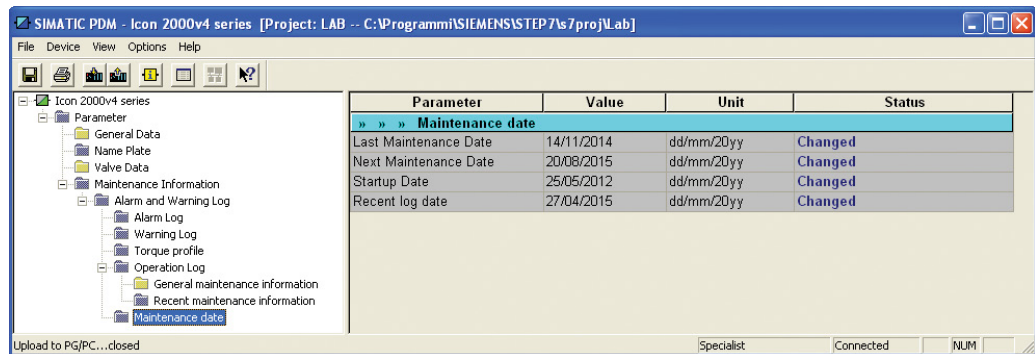 SIMATIC PDM - Icon 2000v4 series [Project: LAB -- C:\Programmi\SIEMENS\STEP7\s7proj\Lab]
File Device View Options Help
Icon 2000v4 series
Parameter
General Data
Name Plate
Valve Data
Maintenance Information
Alarm and Warning Log
Alarm Log
Warning Log
Torque profile
Operation Log
General maintenance information
Recent maintenance information
Maintenance date
Parameter Value Unit Status
» » » Maintenance date
Last Maintenance Date 14/11/2014 dd/mm/20yy Changed
Next Maintenance Date 20/08/2015 dd/mm/20yy Changed
Startup Date 25/05/2012 dd/mm/20yy Changed
Recent log date 27/04/2015 dd/mm/20yy Changed
Upload to PG/PC...closed Specialist Connected NUM